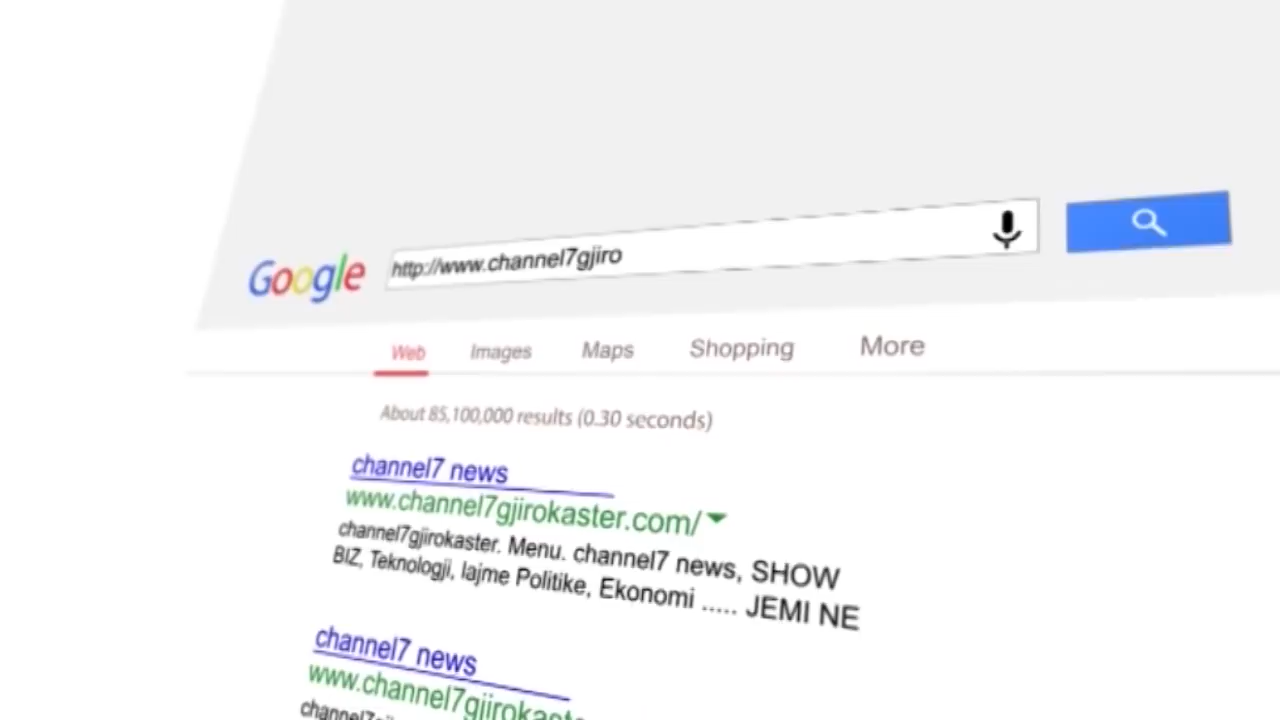 Google http://www.channel7gjiro
Web Images Maps Shopping More
About 85,100,000 results (0.30 seconds)
channel7 news
www.channel7gjirokaster.com/
channel7gjirokaster. Menu. channel7 news, SHOW
BIZ, Teknologji, lajme Politike, Ekonomi ..... JEMI NE
channel7 news